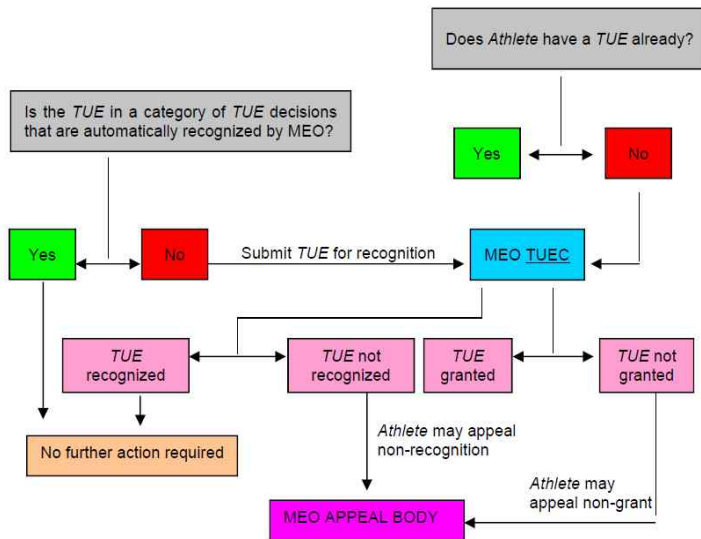 Does Athlete have a TUE already?
Is the TUE in a category of TUE decisions
that are automatically recognized by MEO?
Yes
No
Yes
No
Submit TUE for recognition
MEO TUEC
TUE
recognized
TUE not
recognized
TUE
granted
TUE not
granted
No further action required
Athlete may appeal
non-recognition
Athlete may
appeal non-grant
MEO APPEAL BODY